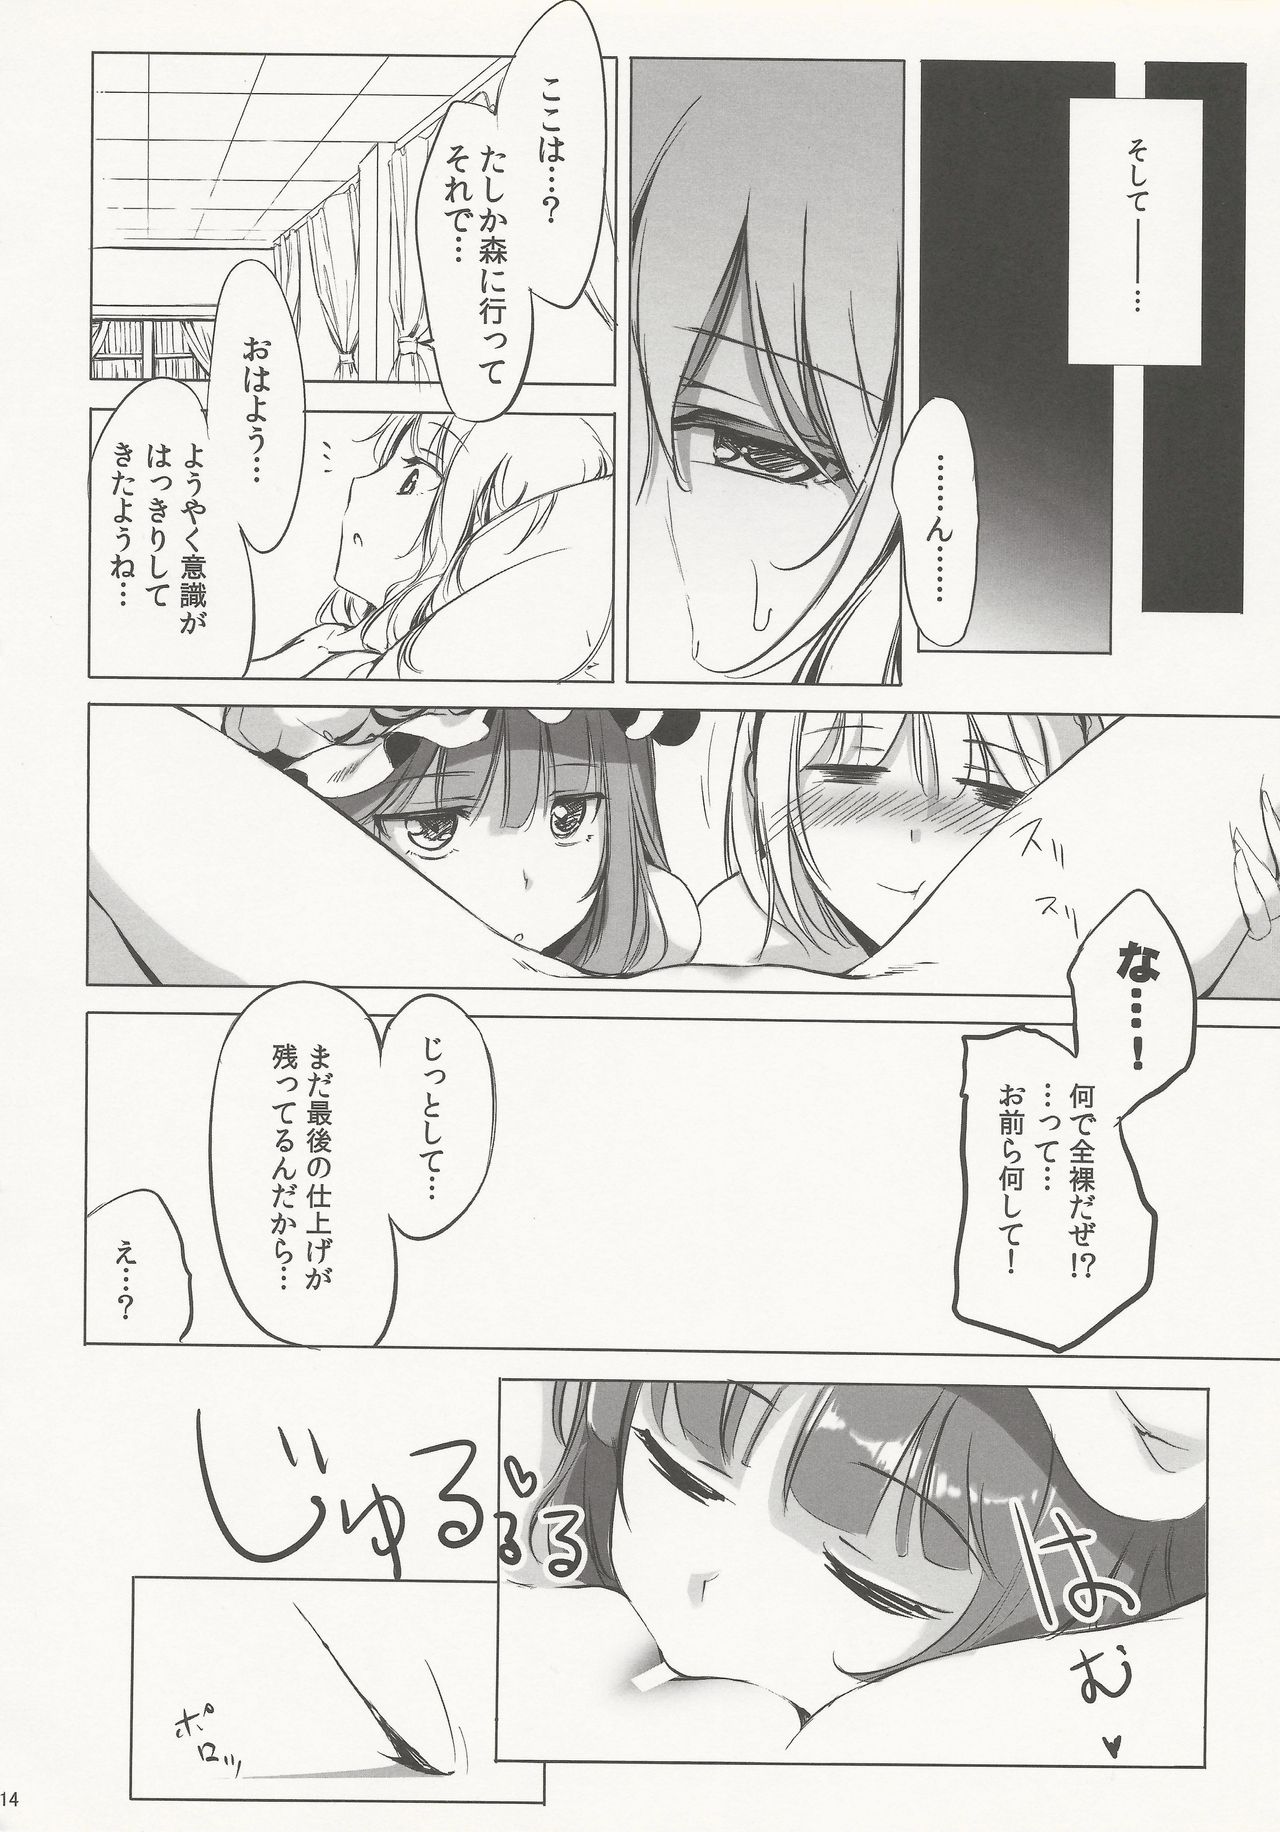 そして――…
……ん……
ここは…？
たしか森に行って
それで…
おはよう…
ようやく意識が
はっきりして
きたようね…
ズ
ズッ
な…！
何で全裸だぜ!?
…って…
お前ら何して！
じっとして…
まだ最後の仕上げが
残ってるんだから…
え…？
はむ♥
じゅるるる♥
ポロッ
14